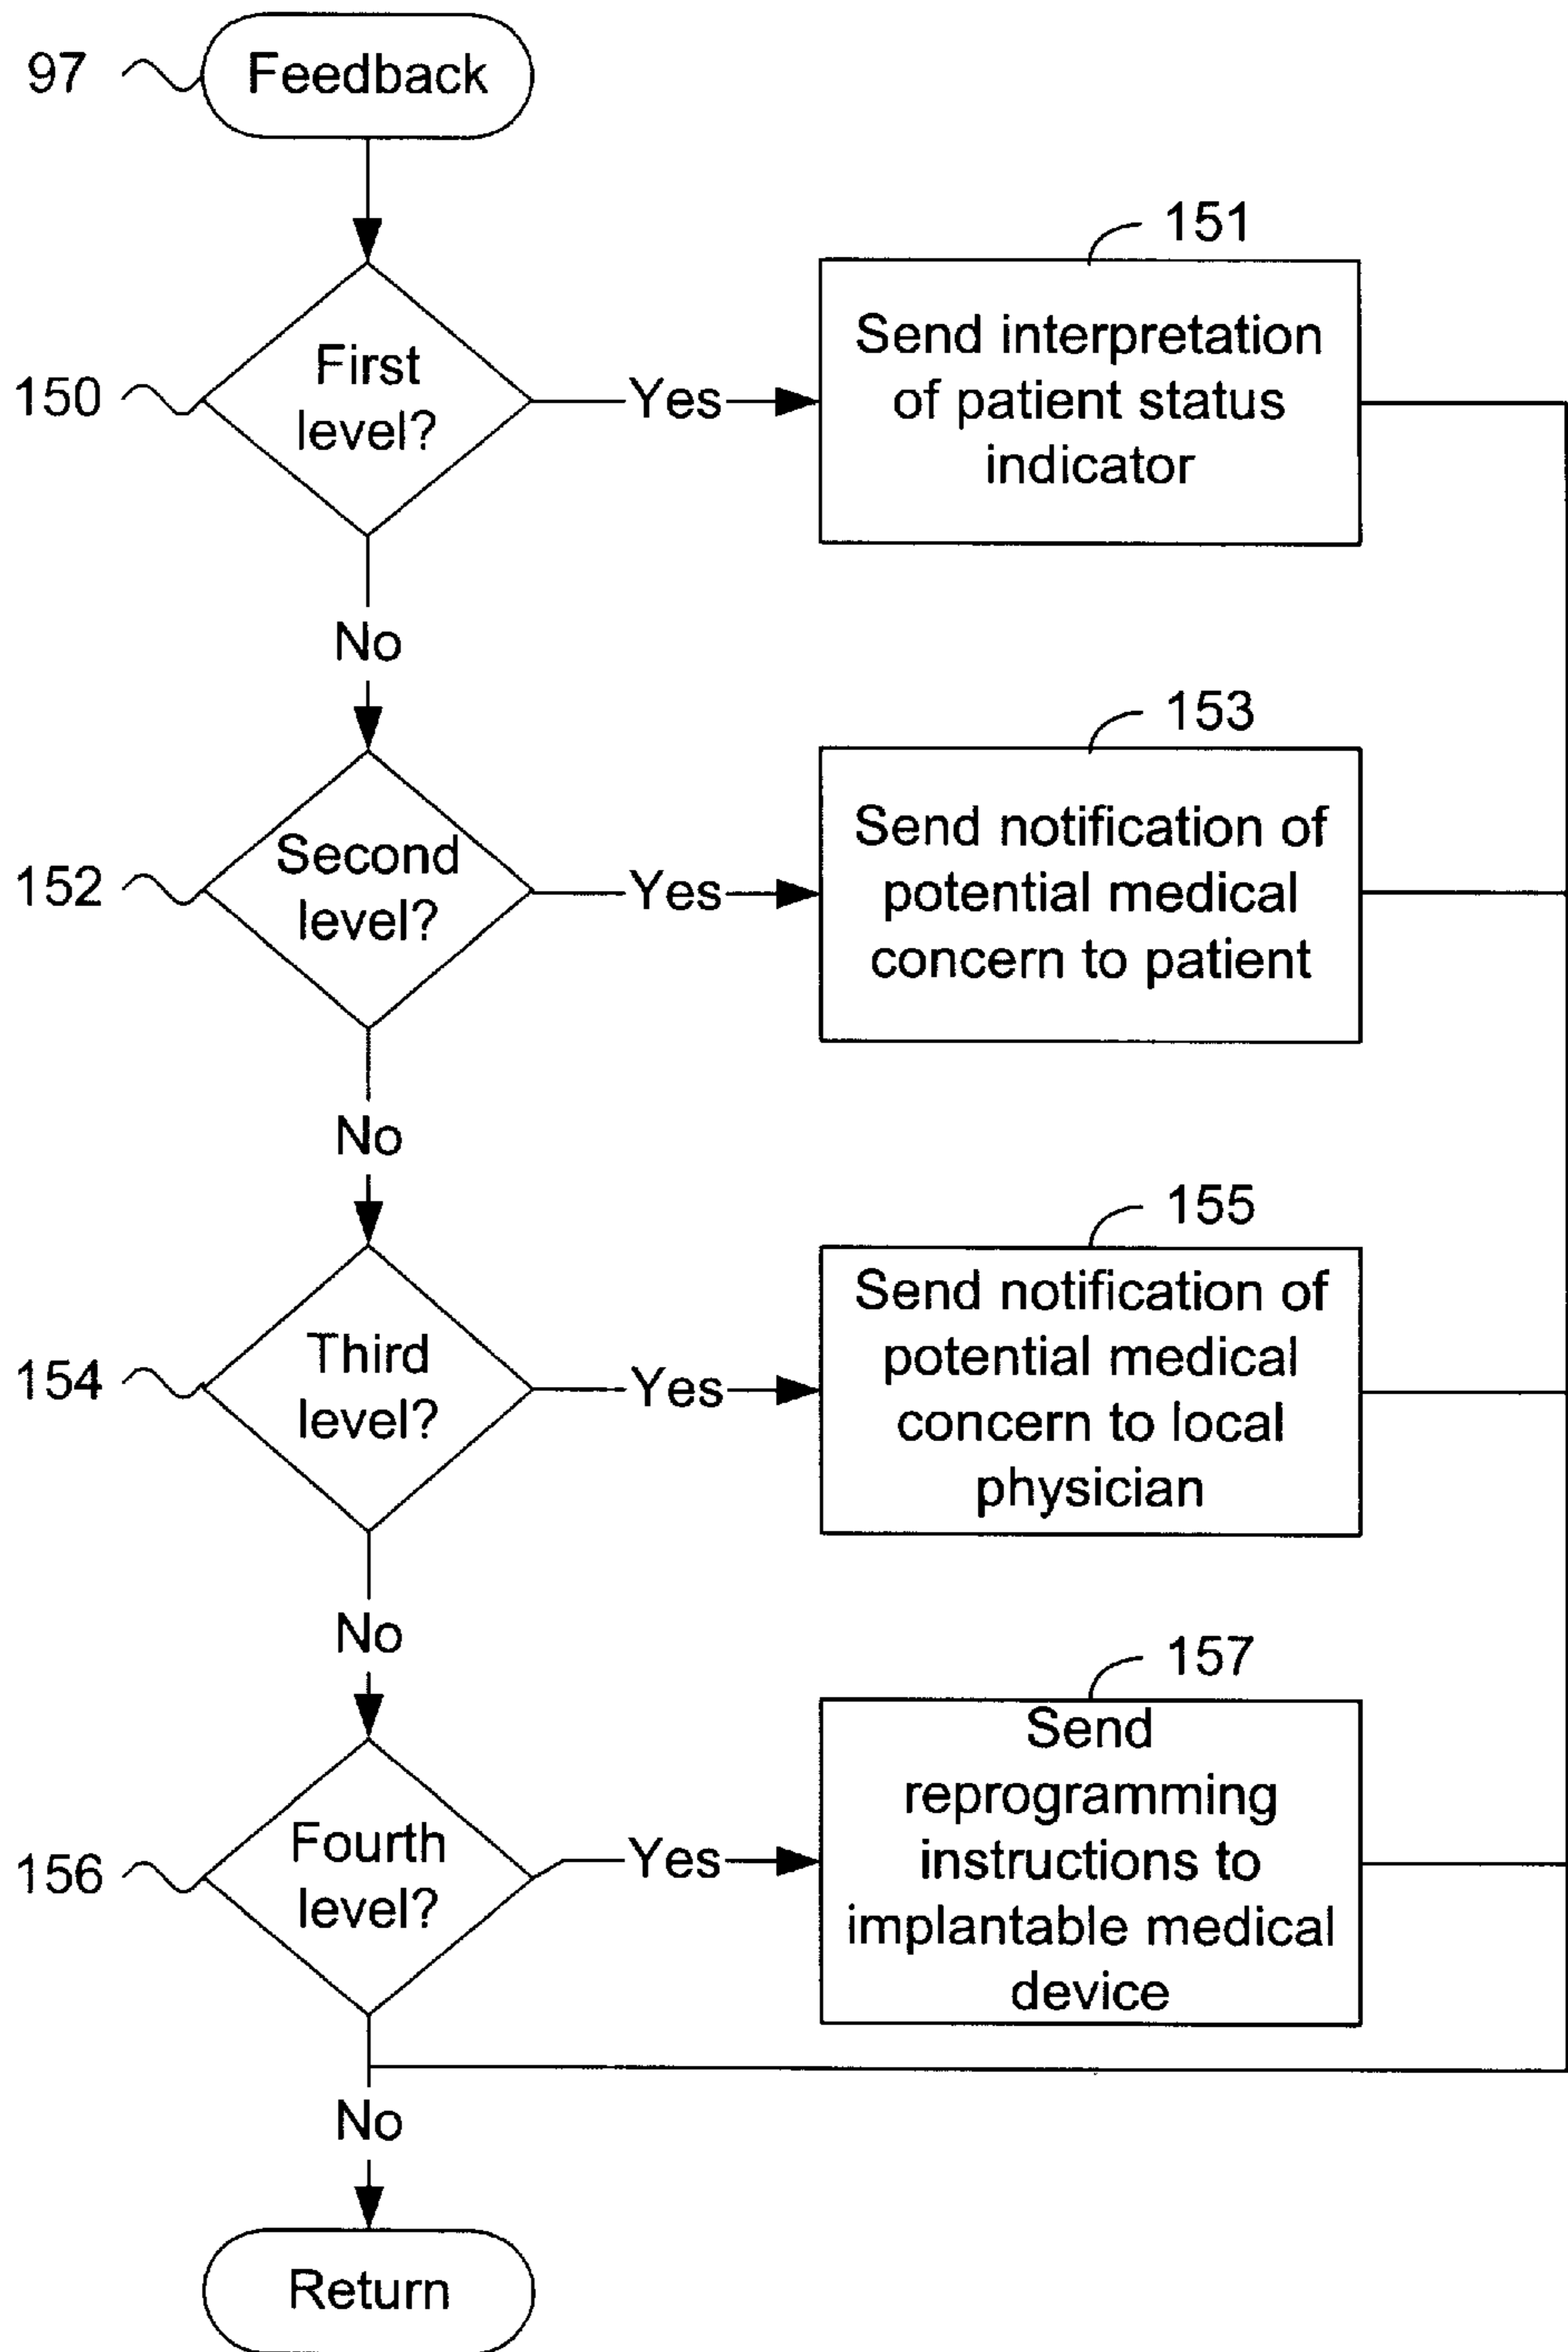 97
Feedback
151
150
First
level?
Yes
Send interpretation
of patient status
indicator
No
153
152
Second
level?
Yes
Send notification of
potential medical
concern to patient
No
155
154
Third
level?
Yes
Send notification of
potential medical
concern to local
physician
No
157
156
Fourth
level?
Yes
Send
reprogramming
instructions to
implantable medical
device
No
Return